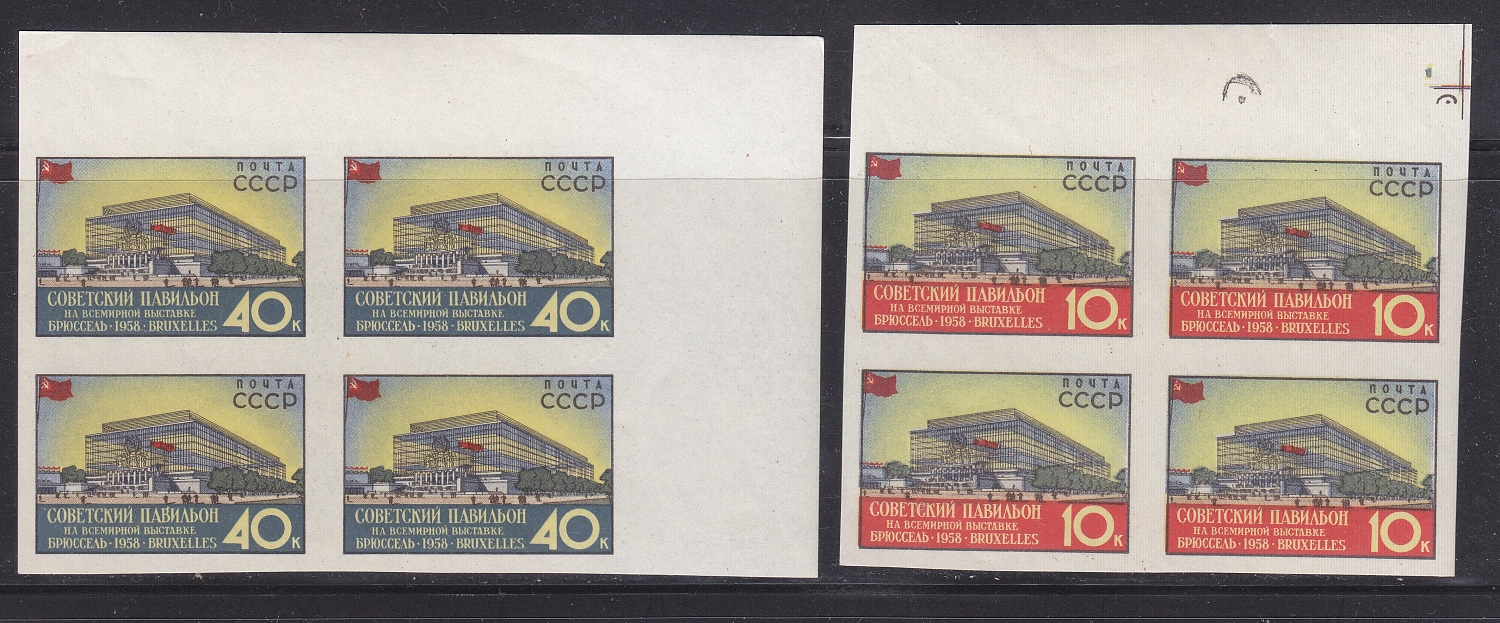 ПОЧТА
СССР
СОВЕТСКИЙ ПАВИЛЬОН
НА ВСЕМИРНОЙ ВЫСТАВКЕ
БРЮССЕЛЬ·1958·BRUXELLES
40К
ПОЧТА
СССР
СОВЕТСКИЙ ПАВИЛЬОН
НА ВСЕМИРНОЙ ВЫСТАВКЕ
БРЮССЕЛЬ·1958·BRUXELLES
40К
ПОЧТА
СССР
СОВЕТСКИЙ ПАВИЛЬОН
НА ВСЕМИРНОЙ ВЫСТАВКЕ
БРЮССЕЛЬ·1958·BRUXELLES
40К
ПОЧТА
СССР
СОВЕТСКИЙ ПАВИЛЬОН
НА ВСЕМИРНОЙ ВЫСТАВКЕ
БРЮССЕЛЬ·1958·BRUXELLES
40К
ПОЧТА
СССР
СОВЕТСКИЙ ПАВИЛЬОН
НА ВСЕМИРНОЙ ВЫСТАВКЕ
БРЮССЕЛЬ·1958·BRUXELLES
10К
ПОЧТА
СССР
СОВЕТСКИЙ ПАВИЛЬОН
НА ВСЕМИРНОЙ ВЫСТАВКЕ
БРЮССЕЛЬ·1958·BRUXELLES
10К
ПОЧТА
СССР
СОВЕТСКИЙ ПАВИЛЬОН
НА ВСЕМИРНОЙ ВЫСТАВКЕ
БРЮССЕЛЬ·1958·BRUXELLES
10К
ПОЧТА
СССР
СОВЕТСКИЙ ПАВИЛЬОН
НА ВСЕМИРНОЙ ВЫСТАВКЕ
БРЮССЕЛЬ·1958·BRUXELLES
10К